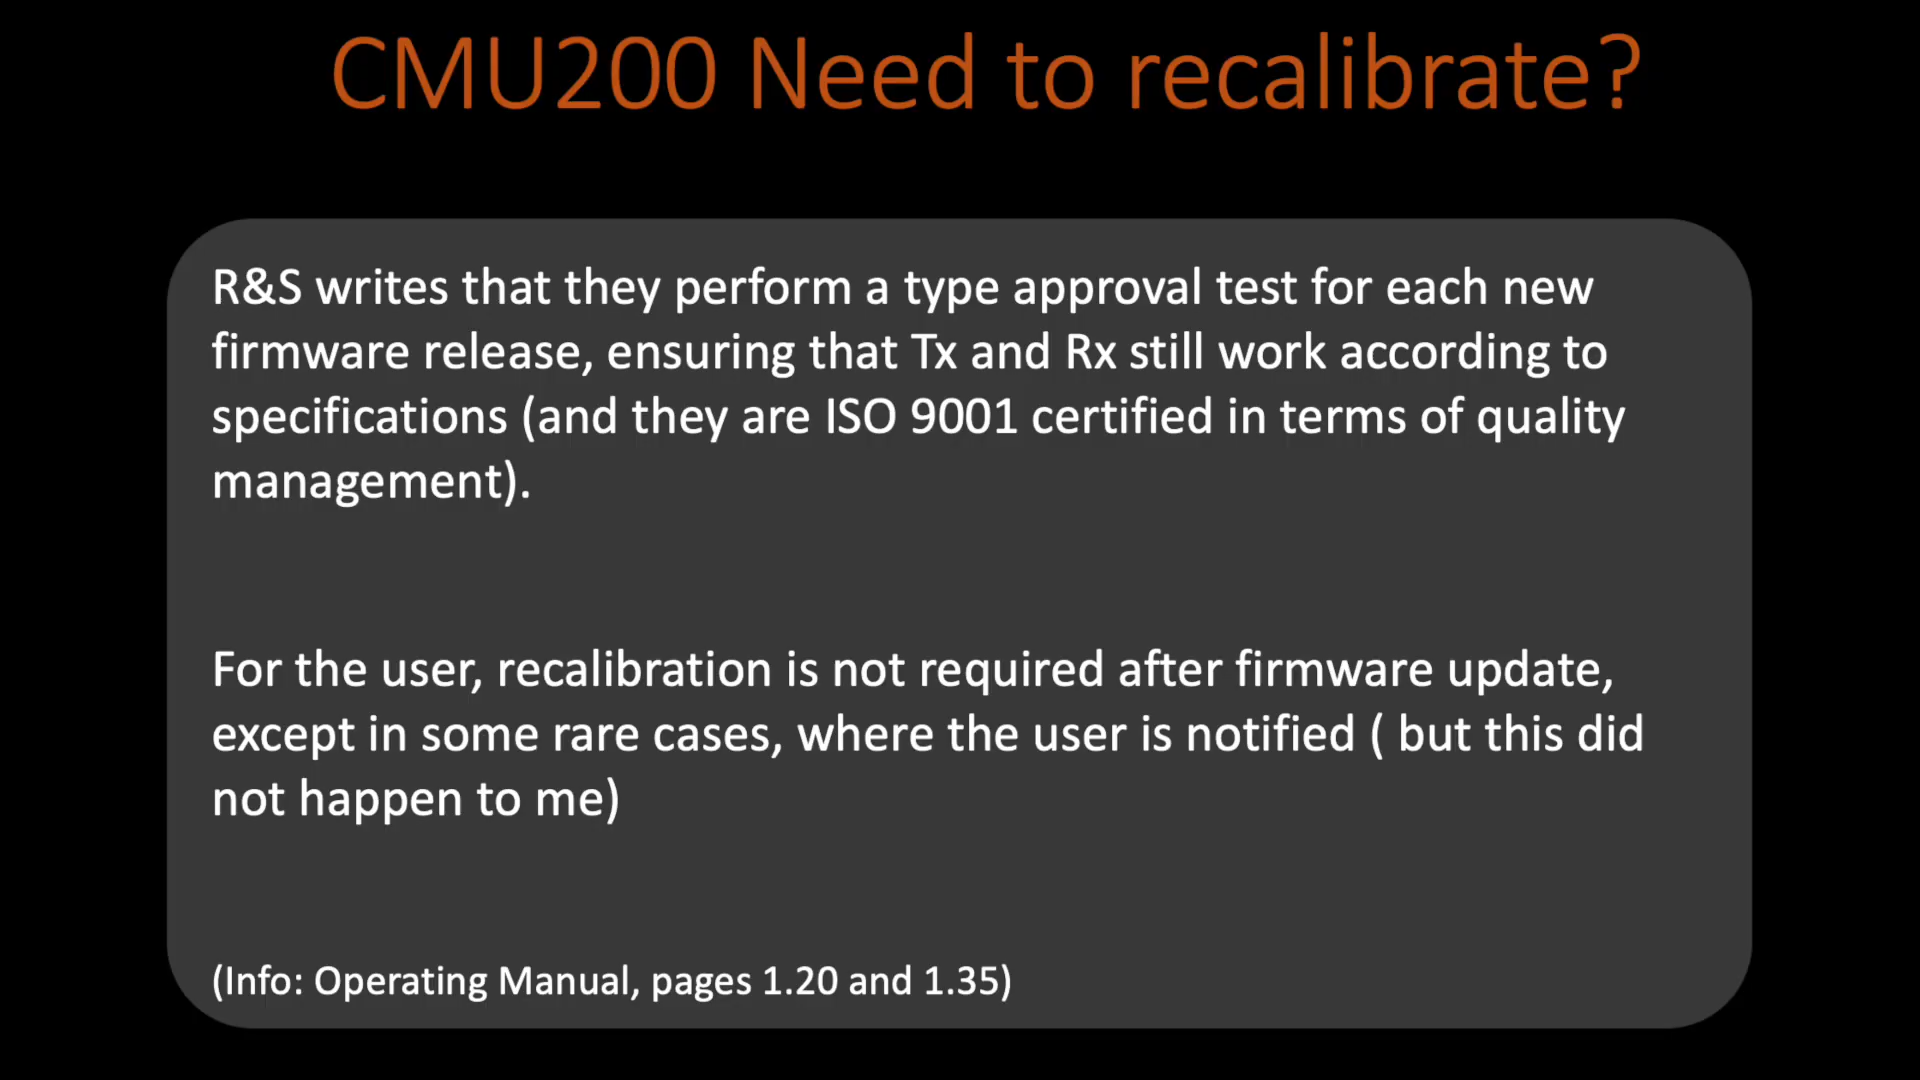 CMU200 Need to recalibrate?
R&S writes that they perform a type approval test for each new
firmware release, ensuring that Tx and Rx still work according to
specifications (and they are ISO 9001 certified in terms of quality
management).
For the user, recalibration is not required after firmware update,
except in some rare cases, where the user is notified ( but this did
not happen to me)
(Info: Operating Manual, pages 1.20 and 1.35)